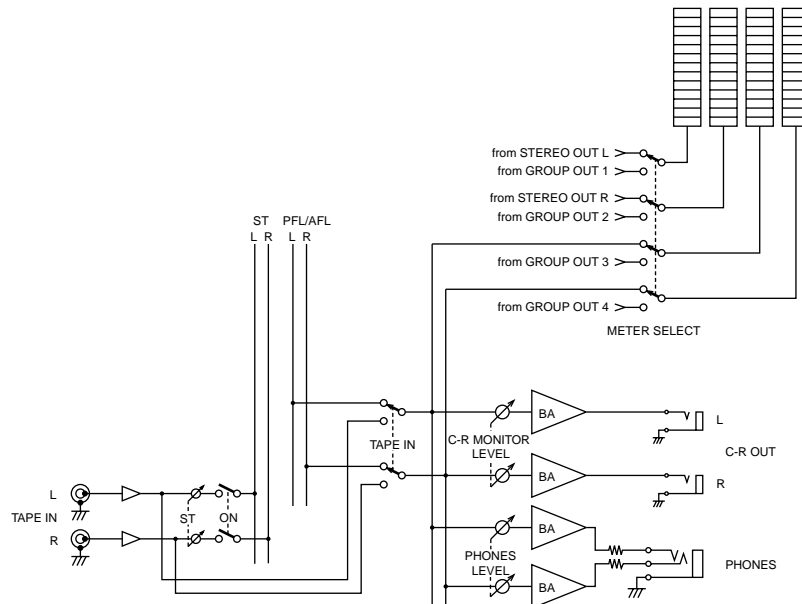 from STEREO OUT L
from GROUP OUT 1
from STEREO OUT R
from GROUP OUT 2
from GROUP OUT 3
from GROUP OUT 4
METER SELECT
ST PFL/AFL
L R L R
TAPE IN
C-R MONITOR
LEVEL
BA
L
C-R OUT
BA
R
L
TAPE IN
R
ST
ON
BA
PHONES
LEVEL
BA
PHONES